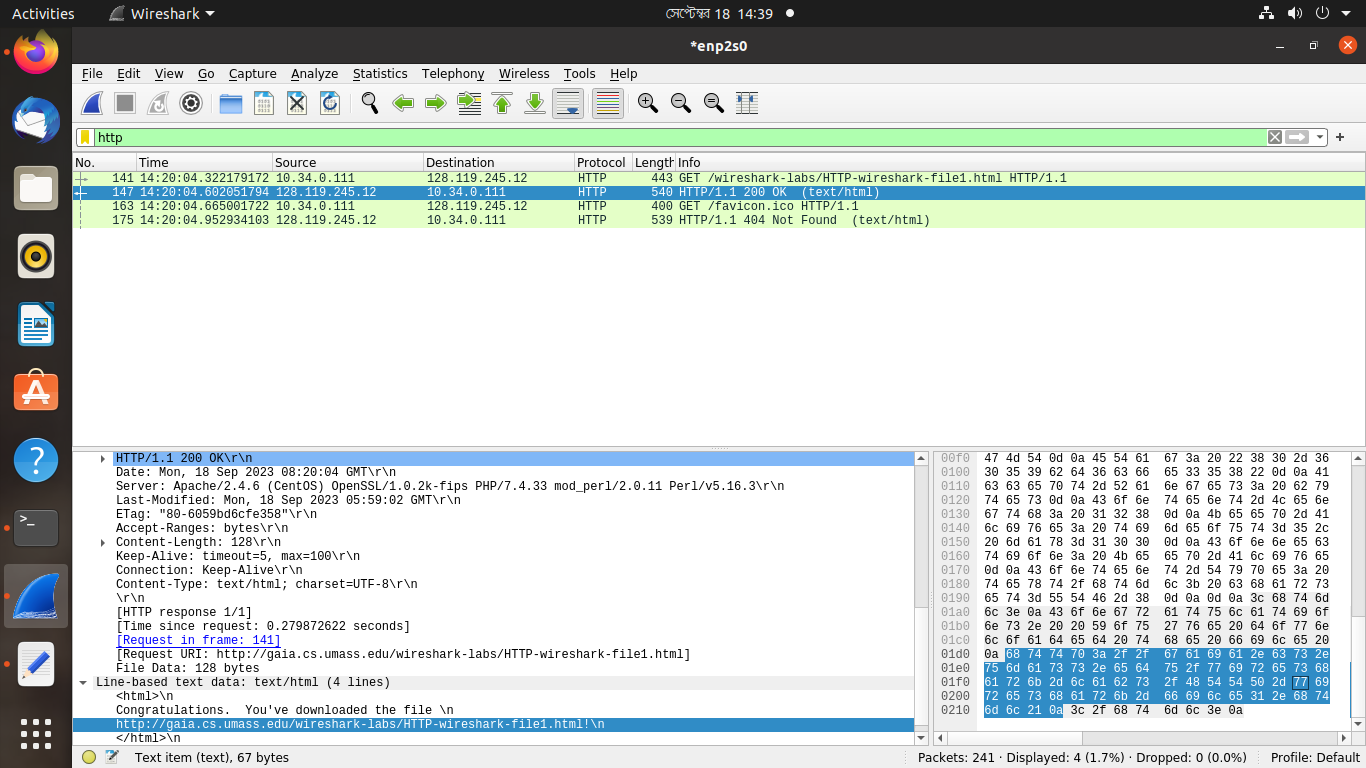 Activities Wireshark সেপ্টেম্বর 18 14:39
*enp2s0
File Edit View Go Capture Analyze Statistics Telephony Wireless Tools Help
http
No. Time Source Destination Protocol Length Info
141 14:20:04.322179172 10.34.0.111 128.119.245.12 HTTP 443 GET /wireshark-labs/HTTP-wireshark-file1.html HTTP/1.1
147 14:20:04.602051794 128.119.245.12 10.34.0.111 HTTP 540 HTTP/1.1 200 OK (text/html)
163 14:20:04.665001722 10.34.0.111 128.119.245.12 HTTP 400 GET /favicon.ico HTTP/1.1
175 14:20:04.952934103 128.119.245.12 10.34.0.111 HTTP 539 HTTP/1.1 404 Not Found (text/html)
HTTP/1.1 200 OK\r\n
Date: Mon, 18 Sep 2023 08:20:04 GMT\r\n
Server: Apache/2.4.6 (CentOS) OpenSSL/1.0.2k-fips PHP/7.4.33 mod_perl/2.0.11 Perl/v5.16.3\r\n
Last-Modified: Mon, 18 Sep 2023 05:59:02 GMT\r\n
ETag: "80-6059bd6cfe358"\r\n
Accept-Ranges: bytes\r\n
Content-Length: 128\r\n
Keep-Alive: timeout=5, max=100\r\n
Connection: Keep-Alive\r\n
Content-Type: text/html; charset=UTF-8\r\n
\r\n
[HTTP response 1/1]
[Time since request: 0.279872622 seconds]
[Request in frame: 141]
[Request URI: http://gaia.cs.umass.edu/wireshark-labs/HTTP-wireshark-file1.html]
File Data: 128 bytes
Line-based text data: text/html (4 lines)
<html>\n
Congratulations.  You've downloaded the file \n
http://gaia.cs.umass.edu/wireshark-labs/HTTP-wireshark-file1.html!\n
</html>\n
00f0 47 4d 54 0d 0a 45 54 61 67 3a 20 22 38 30 2d 36
0100 30 35 39 62 64 36 63 66 65 33 35 38 22 0d 0a 41
0110 63 63 65 70 74 2d 52 61 6e 67 65 73 3a 20 62 79
0120 74 65 73 0d 0a 43 6f 6e 74 65 6e 74 2d 4c 65 6e
0130 67 74 68 3a 20 31 32 38 0d 0a 4b 65 65 70 2d 41
0140 6c 69 76 65 3a 20 74 69 6d 65 6f 75 74 3d 35 2c
0150 20 6d 61 78 3d 31 30 30 0d 0a 43 6f 6e 6e 65 63
0160 74 69 6f 6e 3a 20 4b 65 65 70 2d 41 6c 69 76 65
0170 0d 0a 43 6f 6e 74 65 6e 74 2d 54 79 70 65 3a 20
0180 74 65 78 74 2f 68 74 6d 6c 3b 20 63 68 61 72 73
0190 65 74 3d 55 54 46 2d 38 0d 0a 0d 0a 3c 68 74 6d
01a0 6c 3e 0a 43 6f 6e 67 72 61 74 75 6c 61 74 69 6f
01b0 6e 73 2e 20 20 59 6f 75 27 76 65 20 64 6f 77 6e
01c0 6c 6f 61 64 65 64 20 74 68 65 20 66 69 6c 65 20
01d0 0a 68 74 74 70 3a 2f 2f 67 61 69 61 2e 63 73 2e
01e0 75 6d 61 73 73 2e 65 64 75 2f 77 69 72 65 73 68
01f0 61 72 6b 2d 6c 61 62 73 2f 48 54 54 50 2d 77 69
0200 72 65 73 68 61 72 6b 2d 66 69 6c 65 31 2e 68 74
0210 6d 6c 21 0a 3c 2f 68 74 6d 6c 3e 0a
Text item (text), 67 bytes Packets: 241 · Displayed: 4 (1.7%) · Dropped: 0 (0.0%) Profile: Default